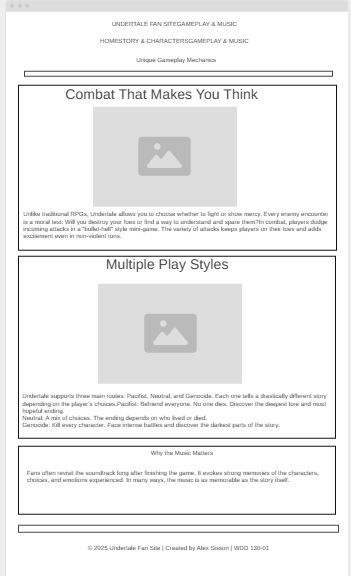 UNDERTALE FAN SITEGAMEPLAY & MUSIC
HOMESTORY & CHARACTERSGAMEPLAY & MUSIC
Unique Gameplay Mechanics
Combat That Makes You Think
Unlike traditional RPGs, Undertale allows you to choose whether to fight or show mercy. Every enemy encounter
is a moral test: Will you destroy your foes or find a way to understand and spare them?In combat, players dodge
incoming attacks in a "bullet-hell" style mini-game. The variety of attacks keeps players on their toes and adds
excitement even in non-violent runs.
Multiple Play Styles
Undertale supports three main routes: Pacifist, Neutral, and Genocide. Each one tells a drastically different story
depending on the player's choices.Pacifist: Befriend everyone. No one dies. Discover the deepest lore and most
hopeful ending.
Neutral: A mix of choices. The ending depends on who lived or died.
Genocide: Kill every character. Face intense battles and discover the darkest parts of the story.
Why the Music Matters
Fans often revisit the soundtrack long after finishing the game. It evokes strong memories of the characters,
choices, and emotions experienced. In many ways, the music is as memorable as the story itself.
© 2025 Undertale Fan Site | Created by Alex Sisson | WDD 130-01